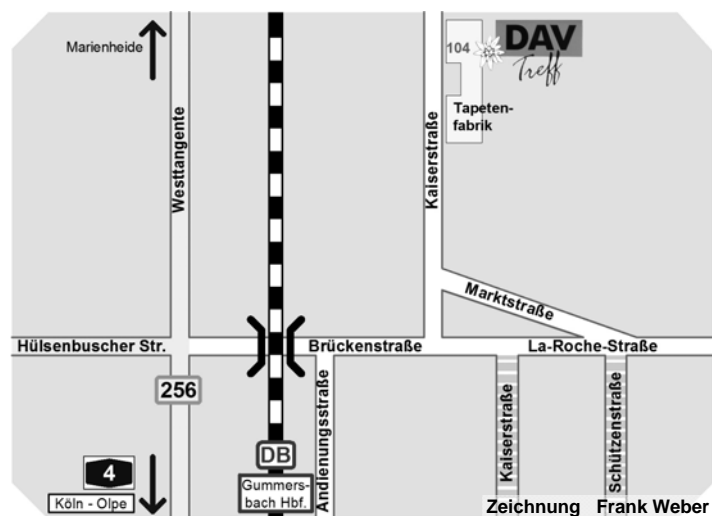 Marienheide
Westtangente
104
DAV
Treff
Tapeten-
fabrik
Kaiserstraße
Marktstraße
Hülsenbuscher Str.
Brückenstraße
La-Roche-Straße
256
Andienungsstraße
Kaiserstraße
Schützenstraße
4
Köln - Olpe
DB
Gummers-
bach Hbf.
Zeichnung Frank Weber